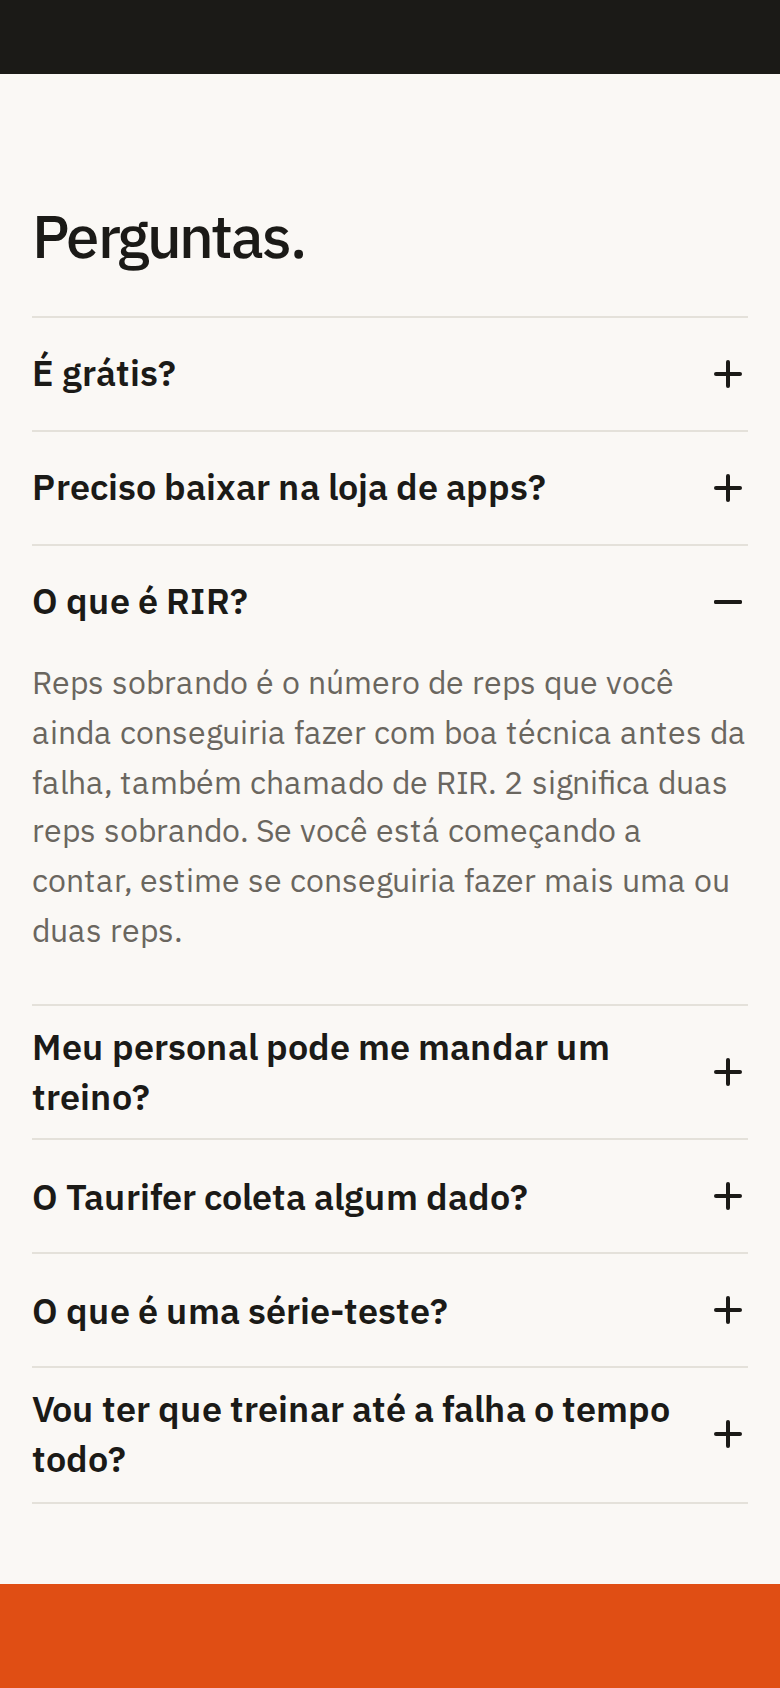 Perguntas.
É grátis?
Preciso baixar na loja de apps?
O que é RIR?
Reps sobrando é o número de reps que você
ainda conseguiria fazer com boa técnica antes da
falha, também chamado de RIR. 2 significa duas
reps sobrando. Se você está começando a
contar, estime se conseguiria fazer mais uma ou
duas reps.
Meu personal pode me mandar um
treino?
O Taurifer coleta algum dado?
O que é uma série-teste?
Vou ter que treinar até a falha o tempo
todo?